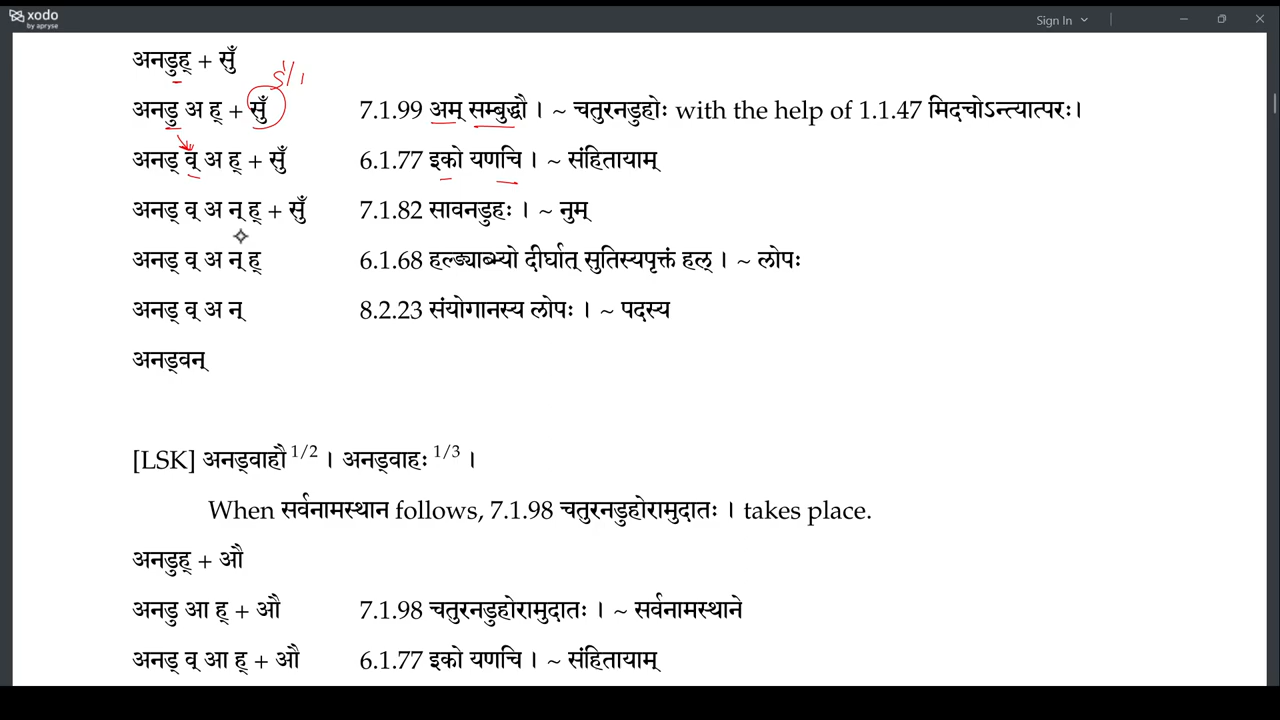 xodo
by apryse
Sign In
अनडुह् + सुँ
S1/1
अनडु अ ह् + सुँ 7.1.99 अम् सम्बुद्धौ । ~ चतुरनडुहोः with the help of 1.1.47 मिदचोऽन्त्यात्परः।
अनड् व् अ ह् + सुँ 6.1.77 इको यणचि । ~ संहितायाम्
अनड् व् अ न् ह् + सुँ 7.1.82 सावनडुहः । ~ नुम्
अनड् व् अ न् ह् 6.1.68 हल्ङ्याब्भ्यो दीर्घात् सुतिस्यपृक्तं हल् । ~ लोपः
अनड् व् अ न् 8.2.23 संयोगानस्य लोपः । ~ पदस्य
अनड्वन्
[LSK] अनड्वाहौ 1/2 । अनड्वाहः 1/3 ।
When सर्वनामस्थान follows, 7.1.98 चतुरनडुहोरामुदातः । takes place.
अनडुह् + औ
अनडु आ ह् + औ 7.1.98 चतुरनडुहोरामुदातः । ~ सर्वनामस्थाने
अनड् व् आ ह् + औ 6.1.77 इको यणचि । ~ संहितायाम्